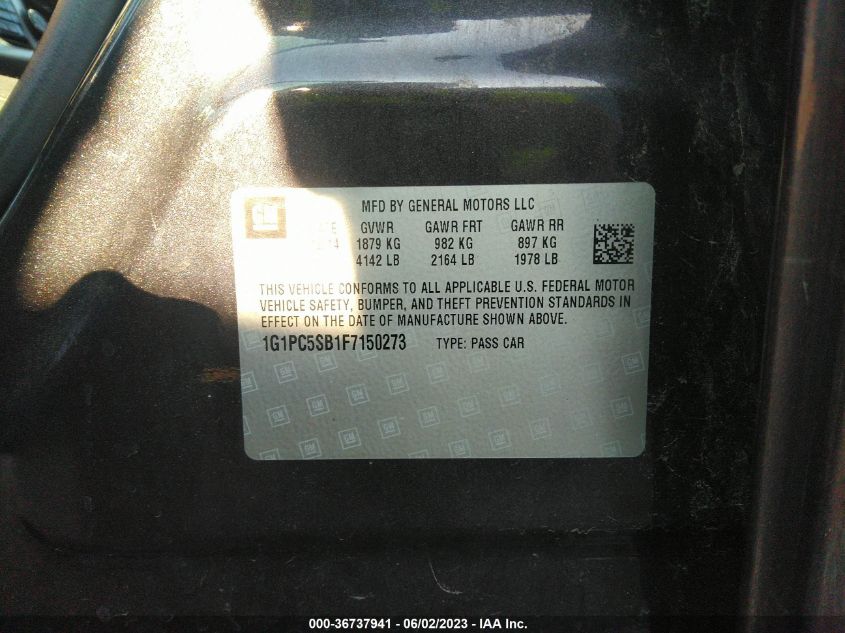 GM
MFD BY GENERAL MOTORS LLC
GVWR GAWR FRT GAWR RR
1879 KG 982 KG 897 KG
4142 LB 2164 LB 1978 LB
THIS VEHICLE CONFORMS TO ALL APPLICABLE U.S. FEDERAL MOTOR
VEHICLE SAFETY, BUMPER, AND THEFT PREVENTION STANDARDS IN
EFFECT ON THE DATE OF MANUFACTURE SHOWN ABOVE.
1G1PC5SB1F7150273 TYPE: PASS CAR
000-36737941 - 06/02/2023 - IAA Inc.